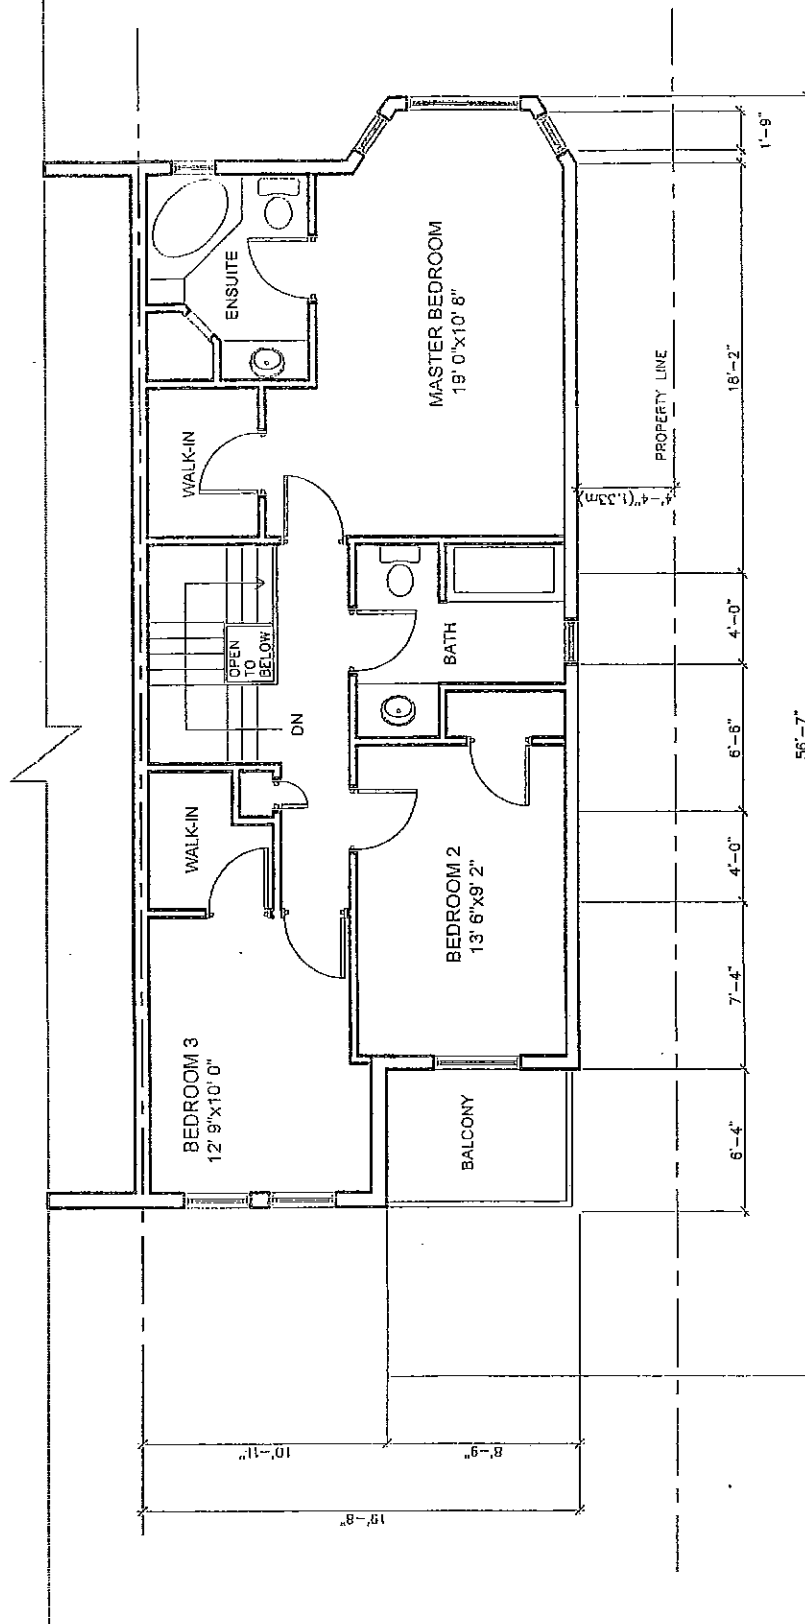 ENSUITE
MASTER BEDROOM
19' 0"x10' 8"
WALK-IN
OPEN
TO
BELOW
DN
BATH
WALK-IN
BEDROOM 2
13' 6"x9' 2"
BEDROOM 3
12' 9"x10' 0"
BALCONY
PROPERTY LINE
4'-4"(1.33m)
1'-9"
18'-2"
4'-0"
6'-6"
4'-0"
7'-4"
6'-4"
56'-7"
10'-11"
8'-9"
19'-8"